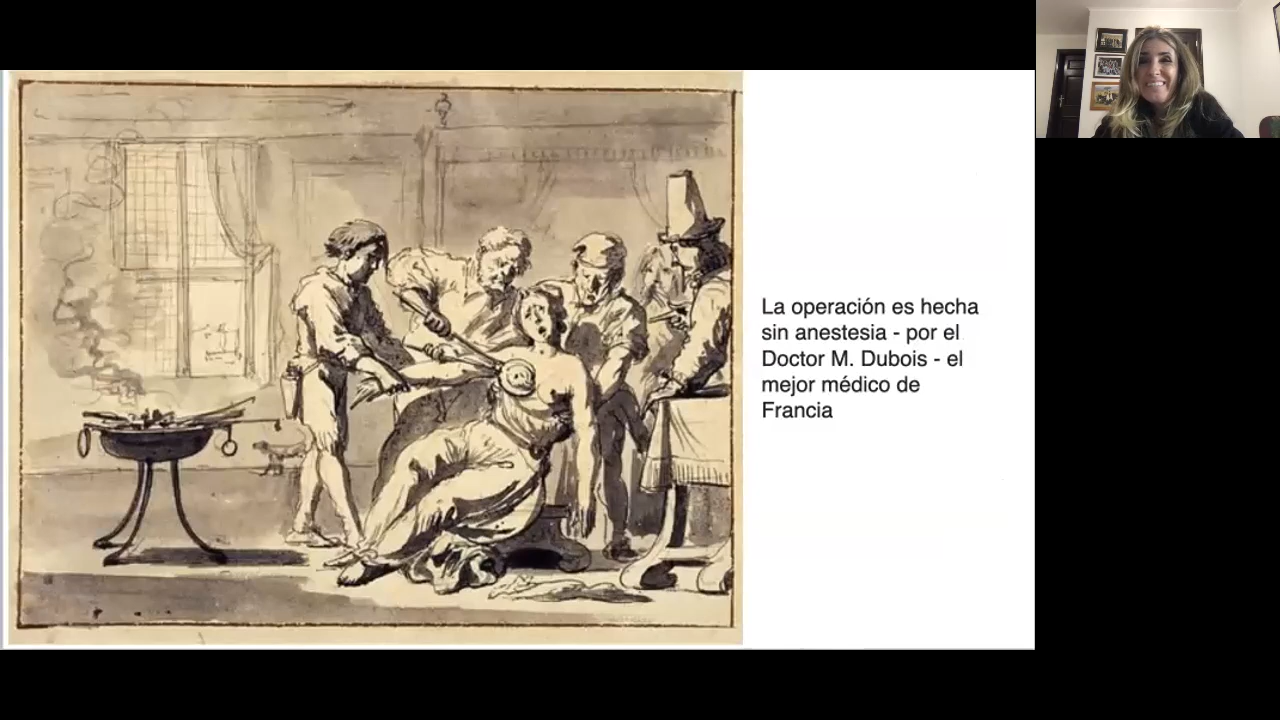 La operación es hecha
sin anestesia - por el
Doctor M. Dubois - el
mejor médico de
Francia